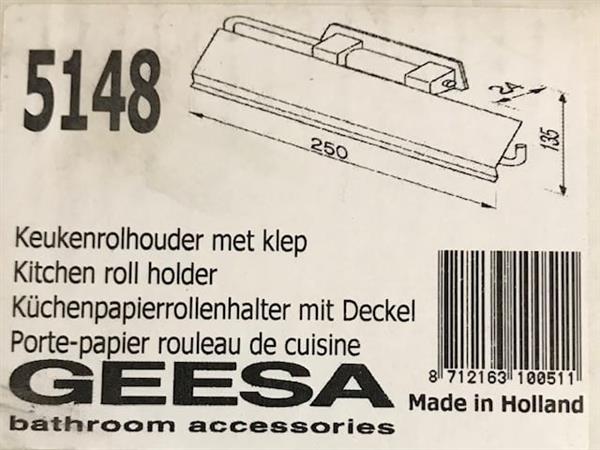 5148
250
24
135
Keukenrolhouder met klep
Kitchen roll holder
Küchenpapierrollenhalter mit Deckel
Porte-papier rouleau de cuisine
GEESA
bathroom accessories
8 712163 100511
Made in Holland